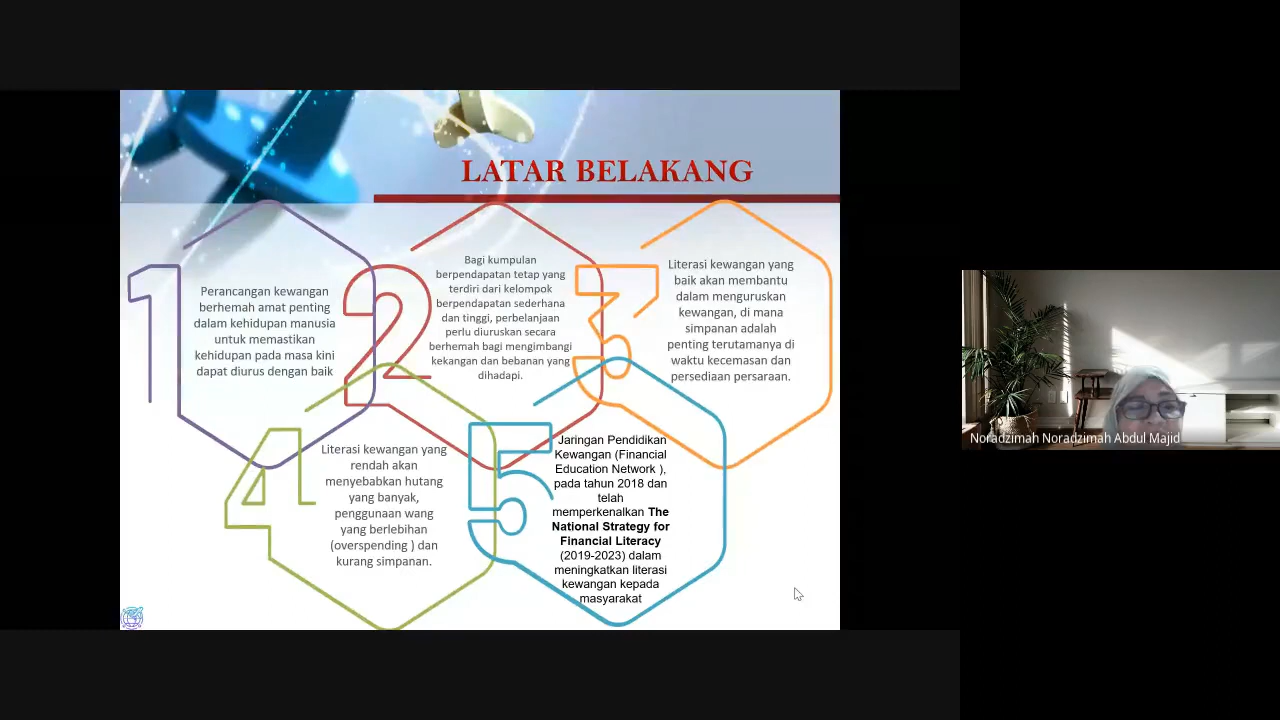 LATAR BELAKANG
1
Perancangan kewangan
berhemah amat penting
dalam kehidupan manusia
untuk memastikan
kehidupan pada masa kini
dapat diurus dengan baik
2
Bagi kumpulan
berpendapatan tetap yang
terdiri dari kelompok
berpendapatan sederhana
dan tinggi, perbelanjaan
perlu diuruskan secara
berhemah bagi mengimbangi
kekangan dan bebanan yang
dihadapi.
3
Literasi kewangan yang
baik akan membantu
dalam menguruskan
kewangan, di mana
simpanan adalah
penting terutamanya di
waktu kecemasan dan
persediaan persaraan.
4
Literasi kewangan yang
rendah akan
menyebabkan hutang
yang banyak,
penggunaan wang
yang berlebihan
(overspending ) dan
kurang simpanan.
5
Jaringan Pendidikan
Kewangan (Financial
Education Network ),
pada tahun 2018 dan
telah
memperkenalkan The
National Strategy for
Financial Literacy
(2019-2023) dalam
meningkatkan literasi
kewangan kepada
masyarakat
Noradzimah Noradzimah Abdul Majid